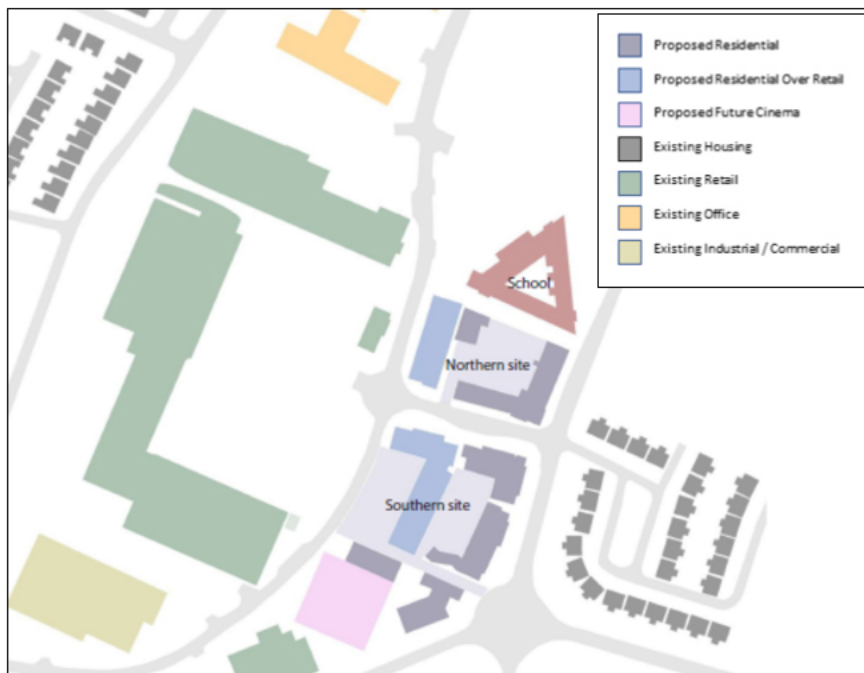 Proposed Residential
Proposed Residential Over Retail
Proposed Future Cinema
Existing Housing
Existing Retail
Existing Office
Existing Industrial / Commercial
School
Northern site
Southern site